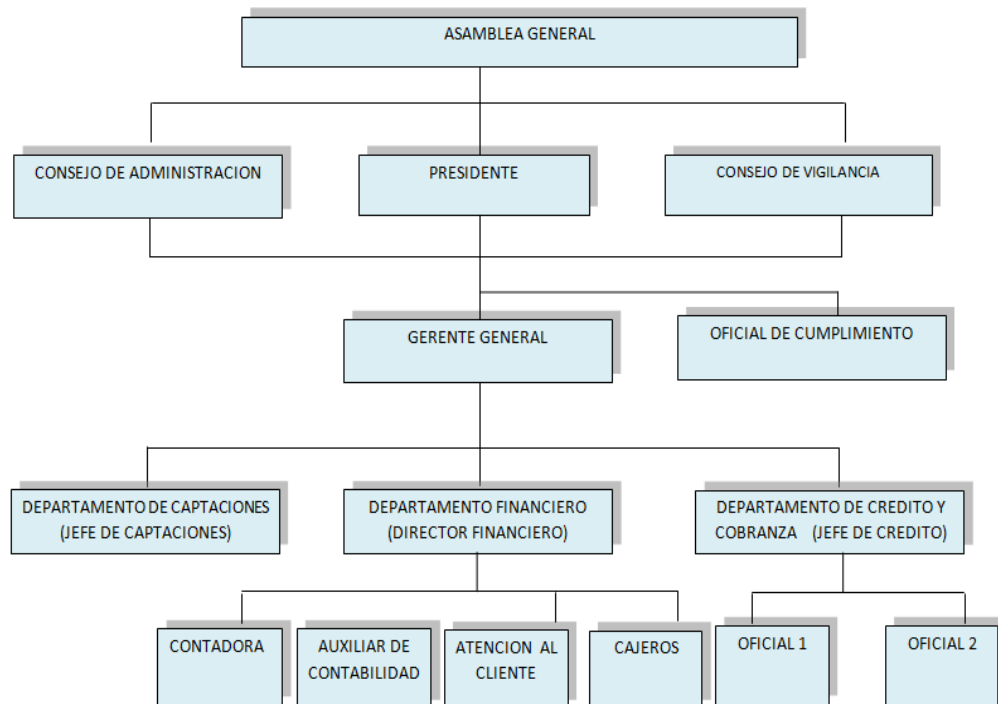 ASAMBLEA GENERAL
CONSEJO DE ADMINISTRACION
PRESIDENTE
CONSEJO DE VIGILANCIA
GERENTE GENERAL
OFICIAL DE CUMPLIMIENTO
DEPARTAMENTO DE CAPTACIONES
(JEFE DE CAPTACIONES)
DEPARTAMENTO FINANCIERO
(DIRECTOR FINANCIERO)
DEPARTAMENTO DE CREDITO Y
COBRANZA (JEFE DE CREDITO)
CONTADORA
AUXILIAR DE
CONTABILIDAD
ATENCION AL
CLIENTE
CAJEROS
OFICIAL 1
OFICIAL 2